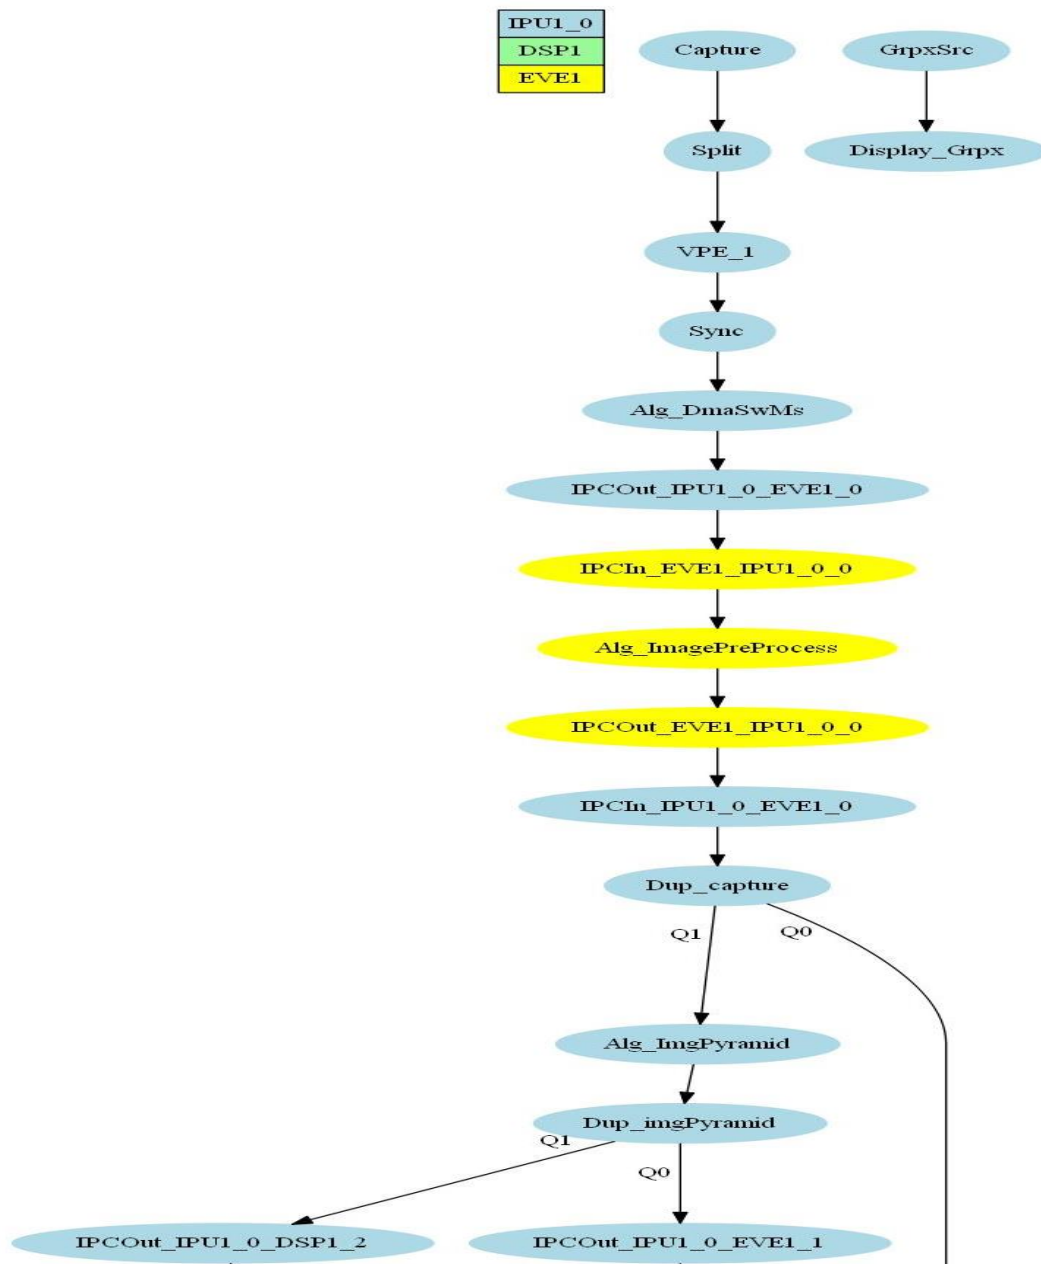 IPU1_0
DSP1
EVE1
Capture
GrpxSrc
Split
Display_Grpx
VPE_1
Sync
Alg_DmaSwMs
IPCOut_IPU1_0_EVE1_0
IPCIn_EVE1_IPU1_0_0
Alg_ImagePreProcess
IPCOut_EVE1_IPU1_0_0
IPCIn_IPU1_0_EVE1_0
Dup_capture
Q1
Q0
Alg_ImgPyramid
Dup_imgPyramid
Q1
Q0
IPCOut_IPU1_0_DSP1_2
IPCOut_IPU1_0_EVE1_1